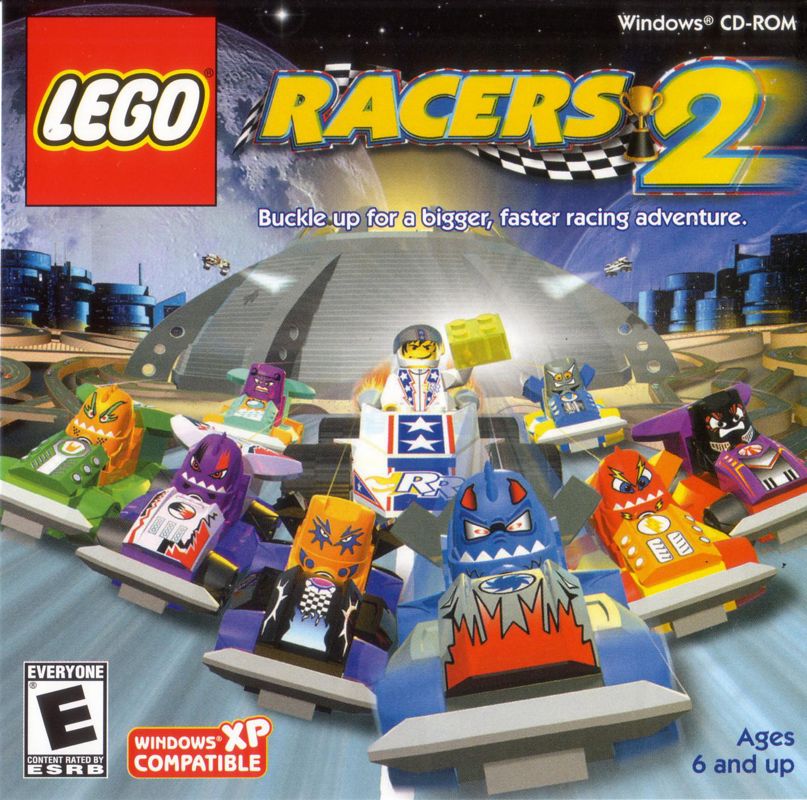 Windows® CD-ROM
LEGO®
RACERS 2
Buckle up for a bigger, faster racing adventure.
RR
EVERYONE
E
®
CONTENT RATED BY
ESRB
WINDOWS® XP
COMPATIBLE
Ages
6 and up